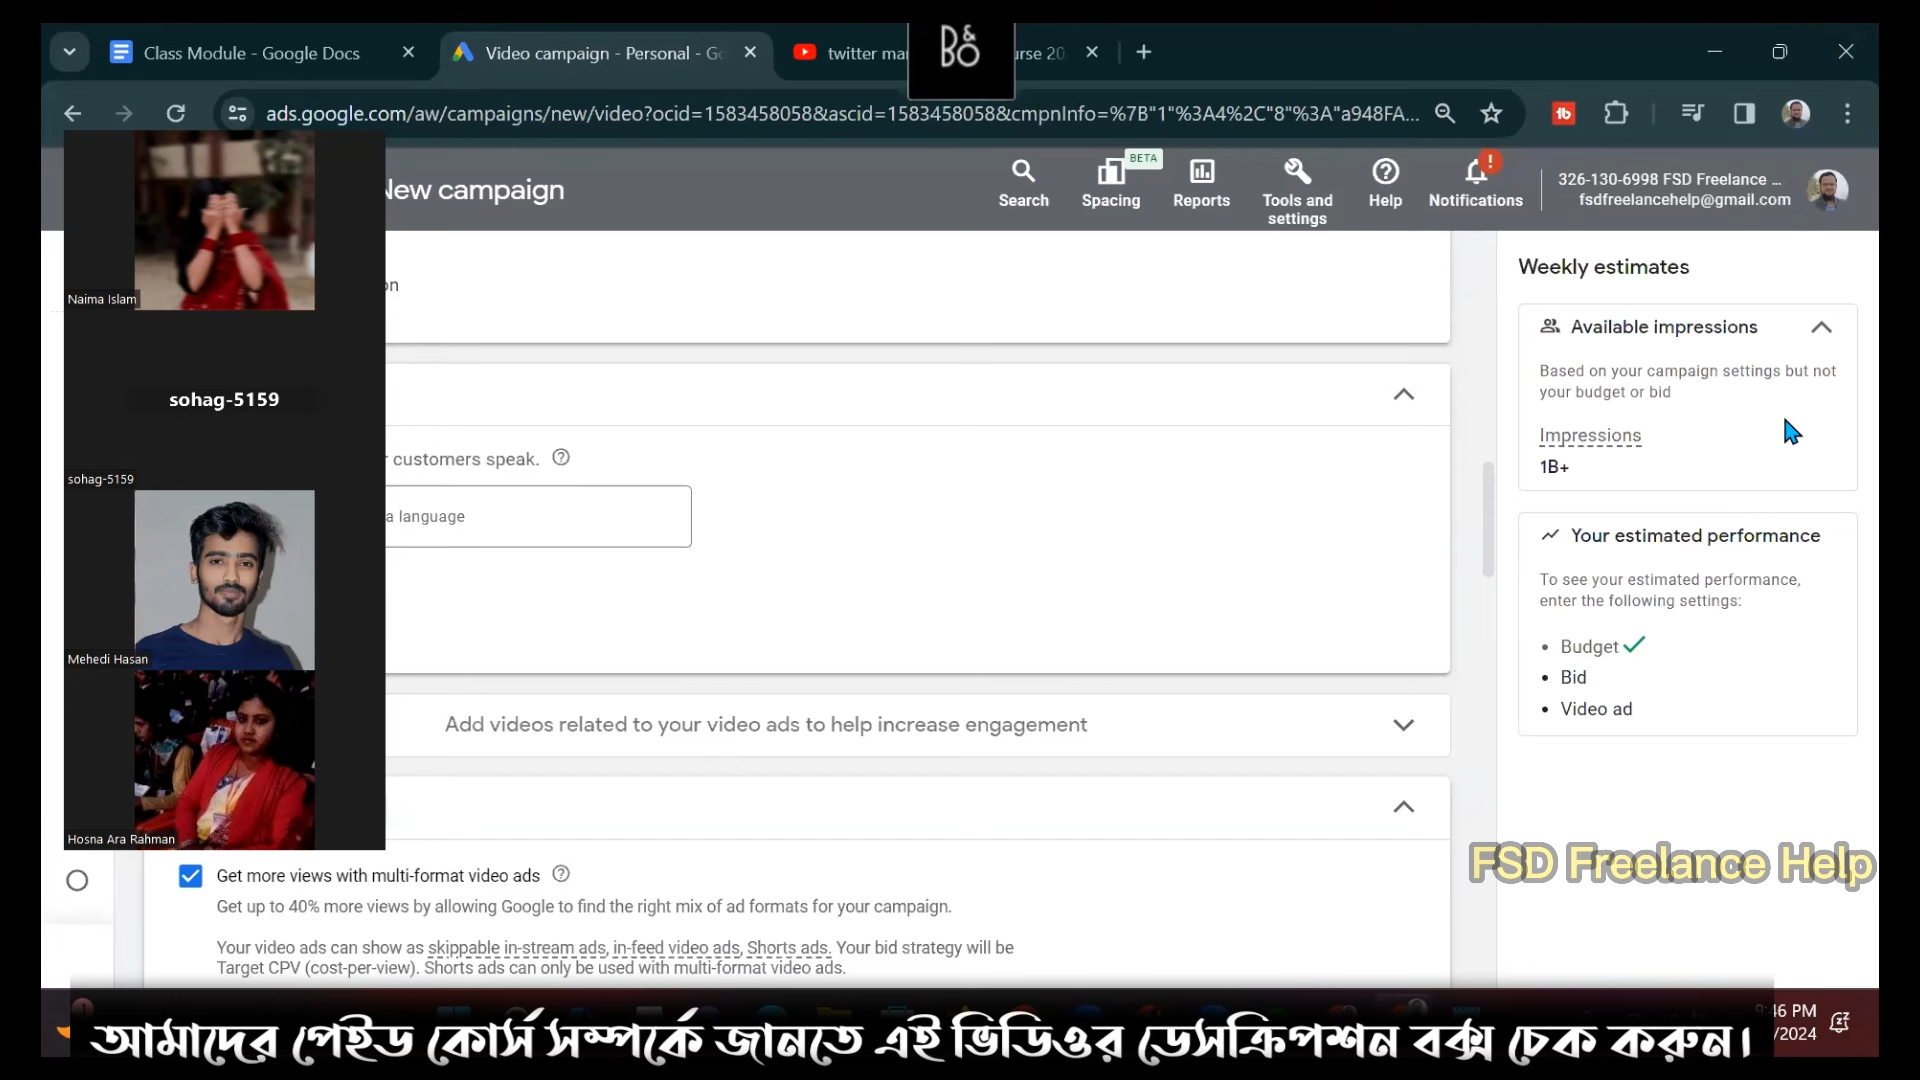 Class Module - Google Docs
Video campaign - Personal - Go
twitter mar
urse 20
B&O
ads.google.com/aw/campaigns/new/video?ocid=1583458058&ascid=1583458058&cmpnInfo=%7B"1"%3A4%2C"8"%3A"a948FA...
New campaign
Search
BETA
Spacing
Reports
Tools and settings
Help
Notifications
326-130-6998 FSD Freelance ...
fsdfreelancehelp@gmail.com
Naima Islam
sohag-5159
sohag-5159
Mehedi Hasan
Hosna Ara Rahman
on
customers speak.
a language
Add videos related to your video ads to help increase engagement
Get more views with multi-format video ads
Get up to 40% more views by allowing Google to find the right mix of ad formats for your campaign.
Your video ads can show as skippable in-stream ads, in-feed video ads, Shorts ads. Your bid strategy will be
Target CPV (cost-per-view). Shorts ads can only be used with multi-format video ads.
Weekly estimates
Available impressions
Based on your campaign settings but not
your budget or bid
Impressions
1B+
Your estimated performance
To see your estimated performance,
enter the following settings:
• Budget
• Bid
• Video ad
FSD Freelance Help
:46 PM
/2024
আমাদের পেইড কোর্স সম্পর্কে জানতে এই ভিডিওর ডেসক্রিপশন বক্স চেক করুন।